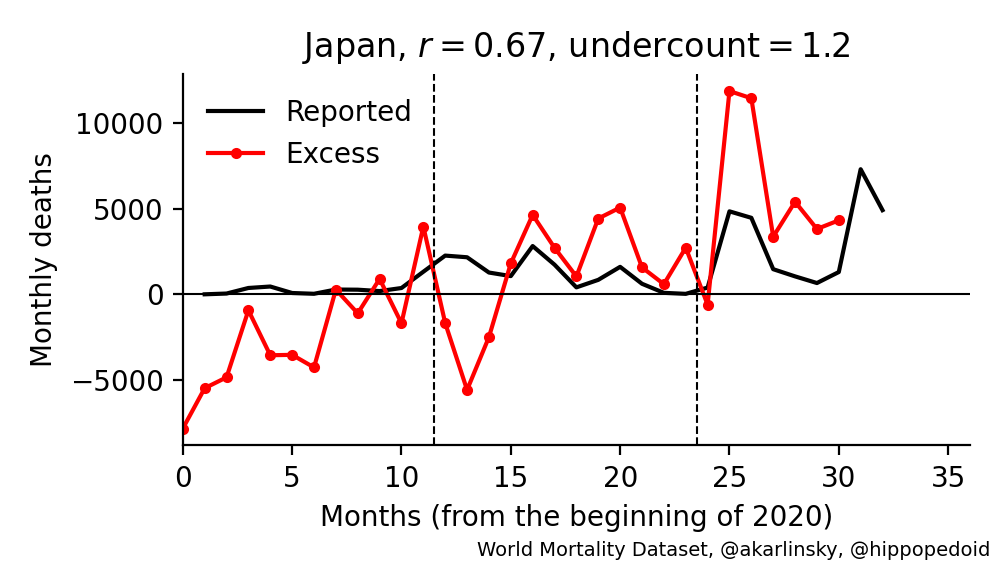 Japan, r = 0.67, undercount = 1.2
Reported
Excess
10000
5000
0
−5000
Monthly deaths
0 5 10 15 20 25 30 35
Months (from the beginning of 2020)
World Mortality Dataset, @akarlinsky, @hippopedoid